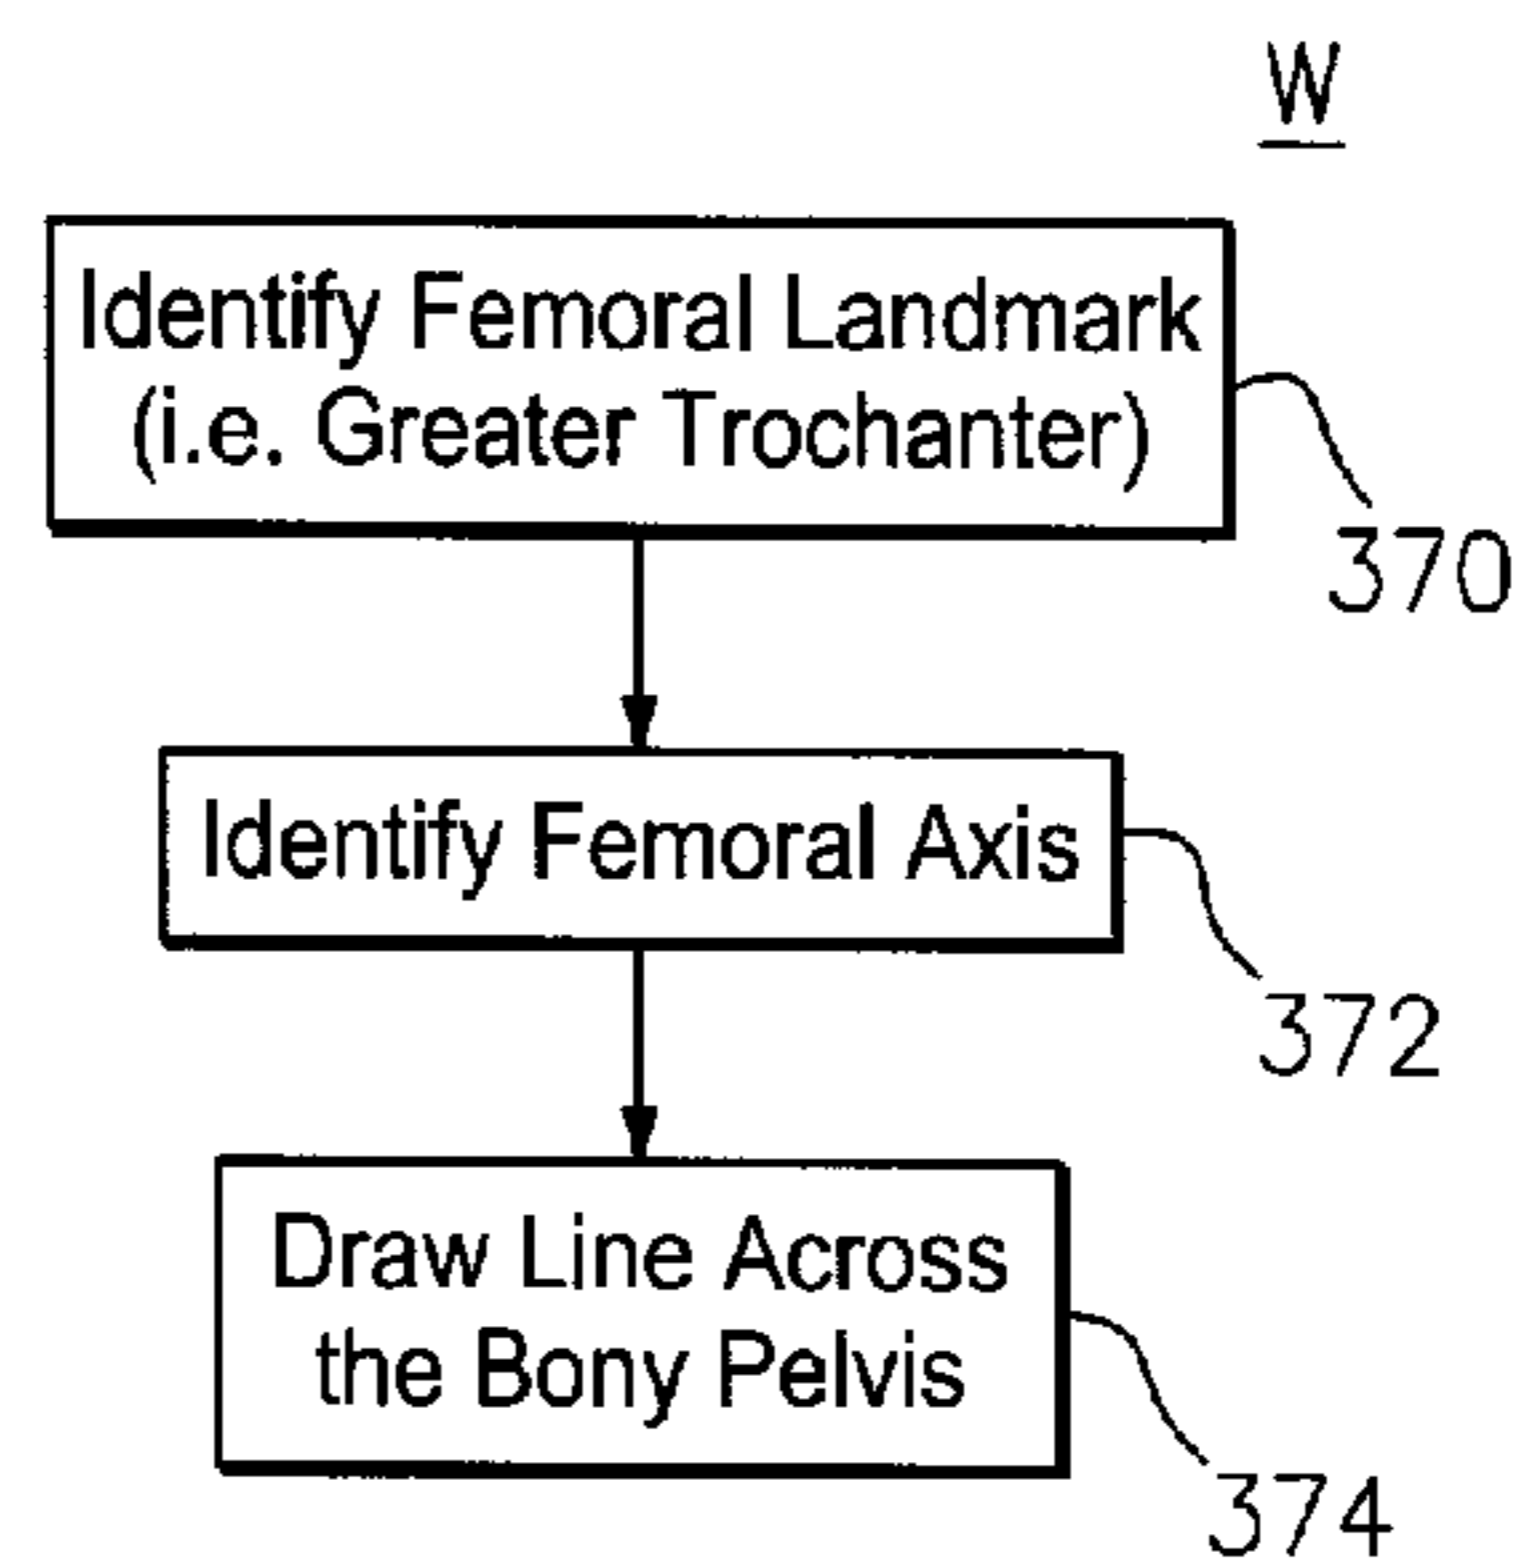 W
Identify Femoral Landmark
(i.e. Greater Trochanter)
370
Identify Femoral Axis
372
Draw Line Across
the Bony Pelvis
374